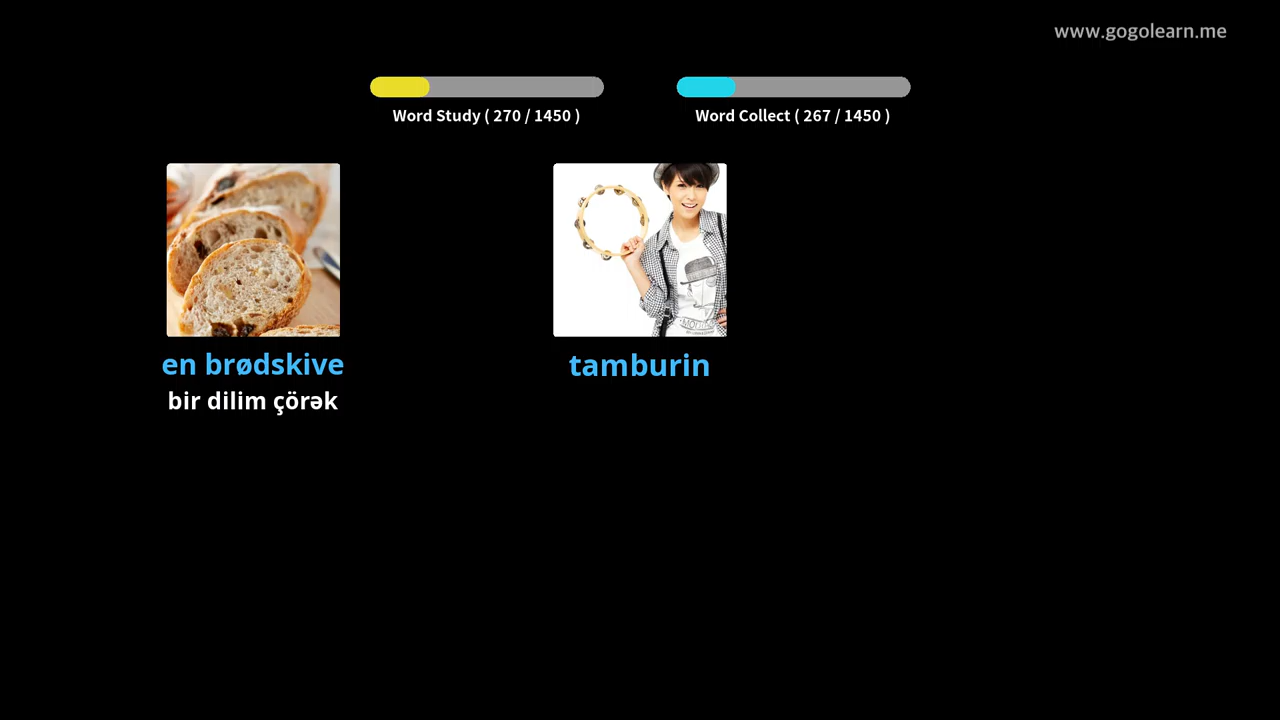 www.gogolearn.me
Word Study ( 270 / 1450 )
Word Collect ( 267 / 1450 )
en brødskive
bir dilim çörək
tamburin